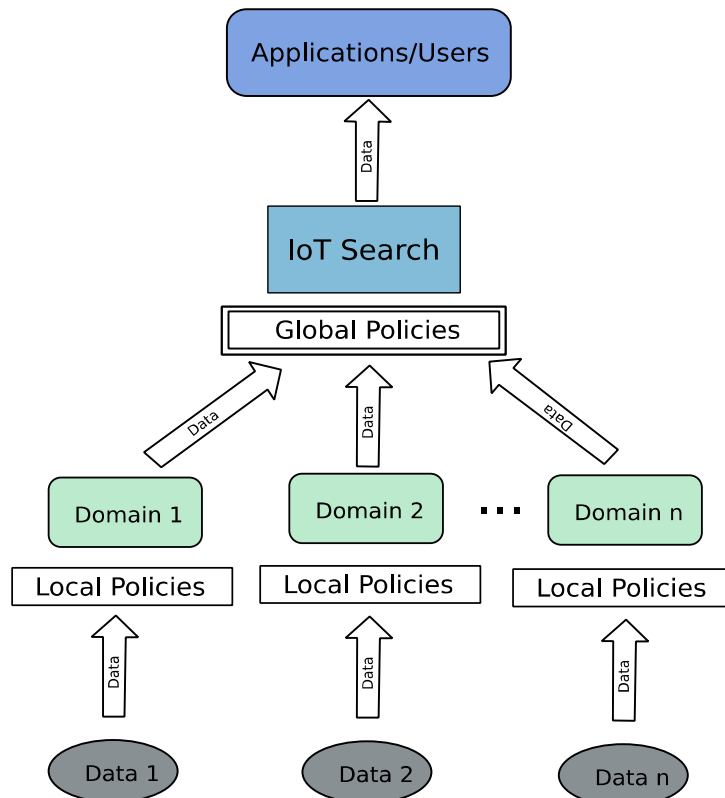 Applications/Users
Data
IoT Search
Global Policies
Data
Data
Data
Domain 1
Domain 2
...
Domain n
Local Policies
Local Policies
Local Policies
Data
Data
Data
Data 1
Data 2
Data n